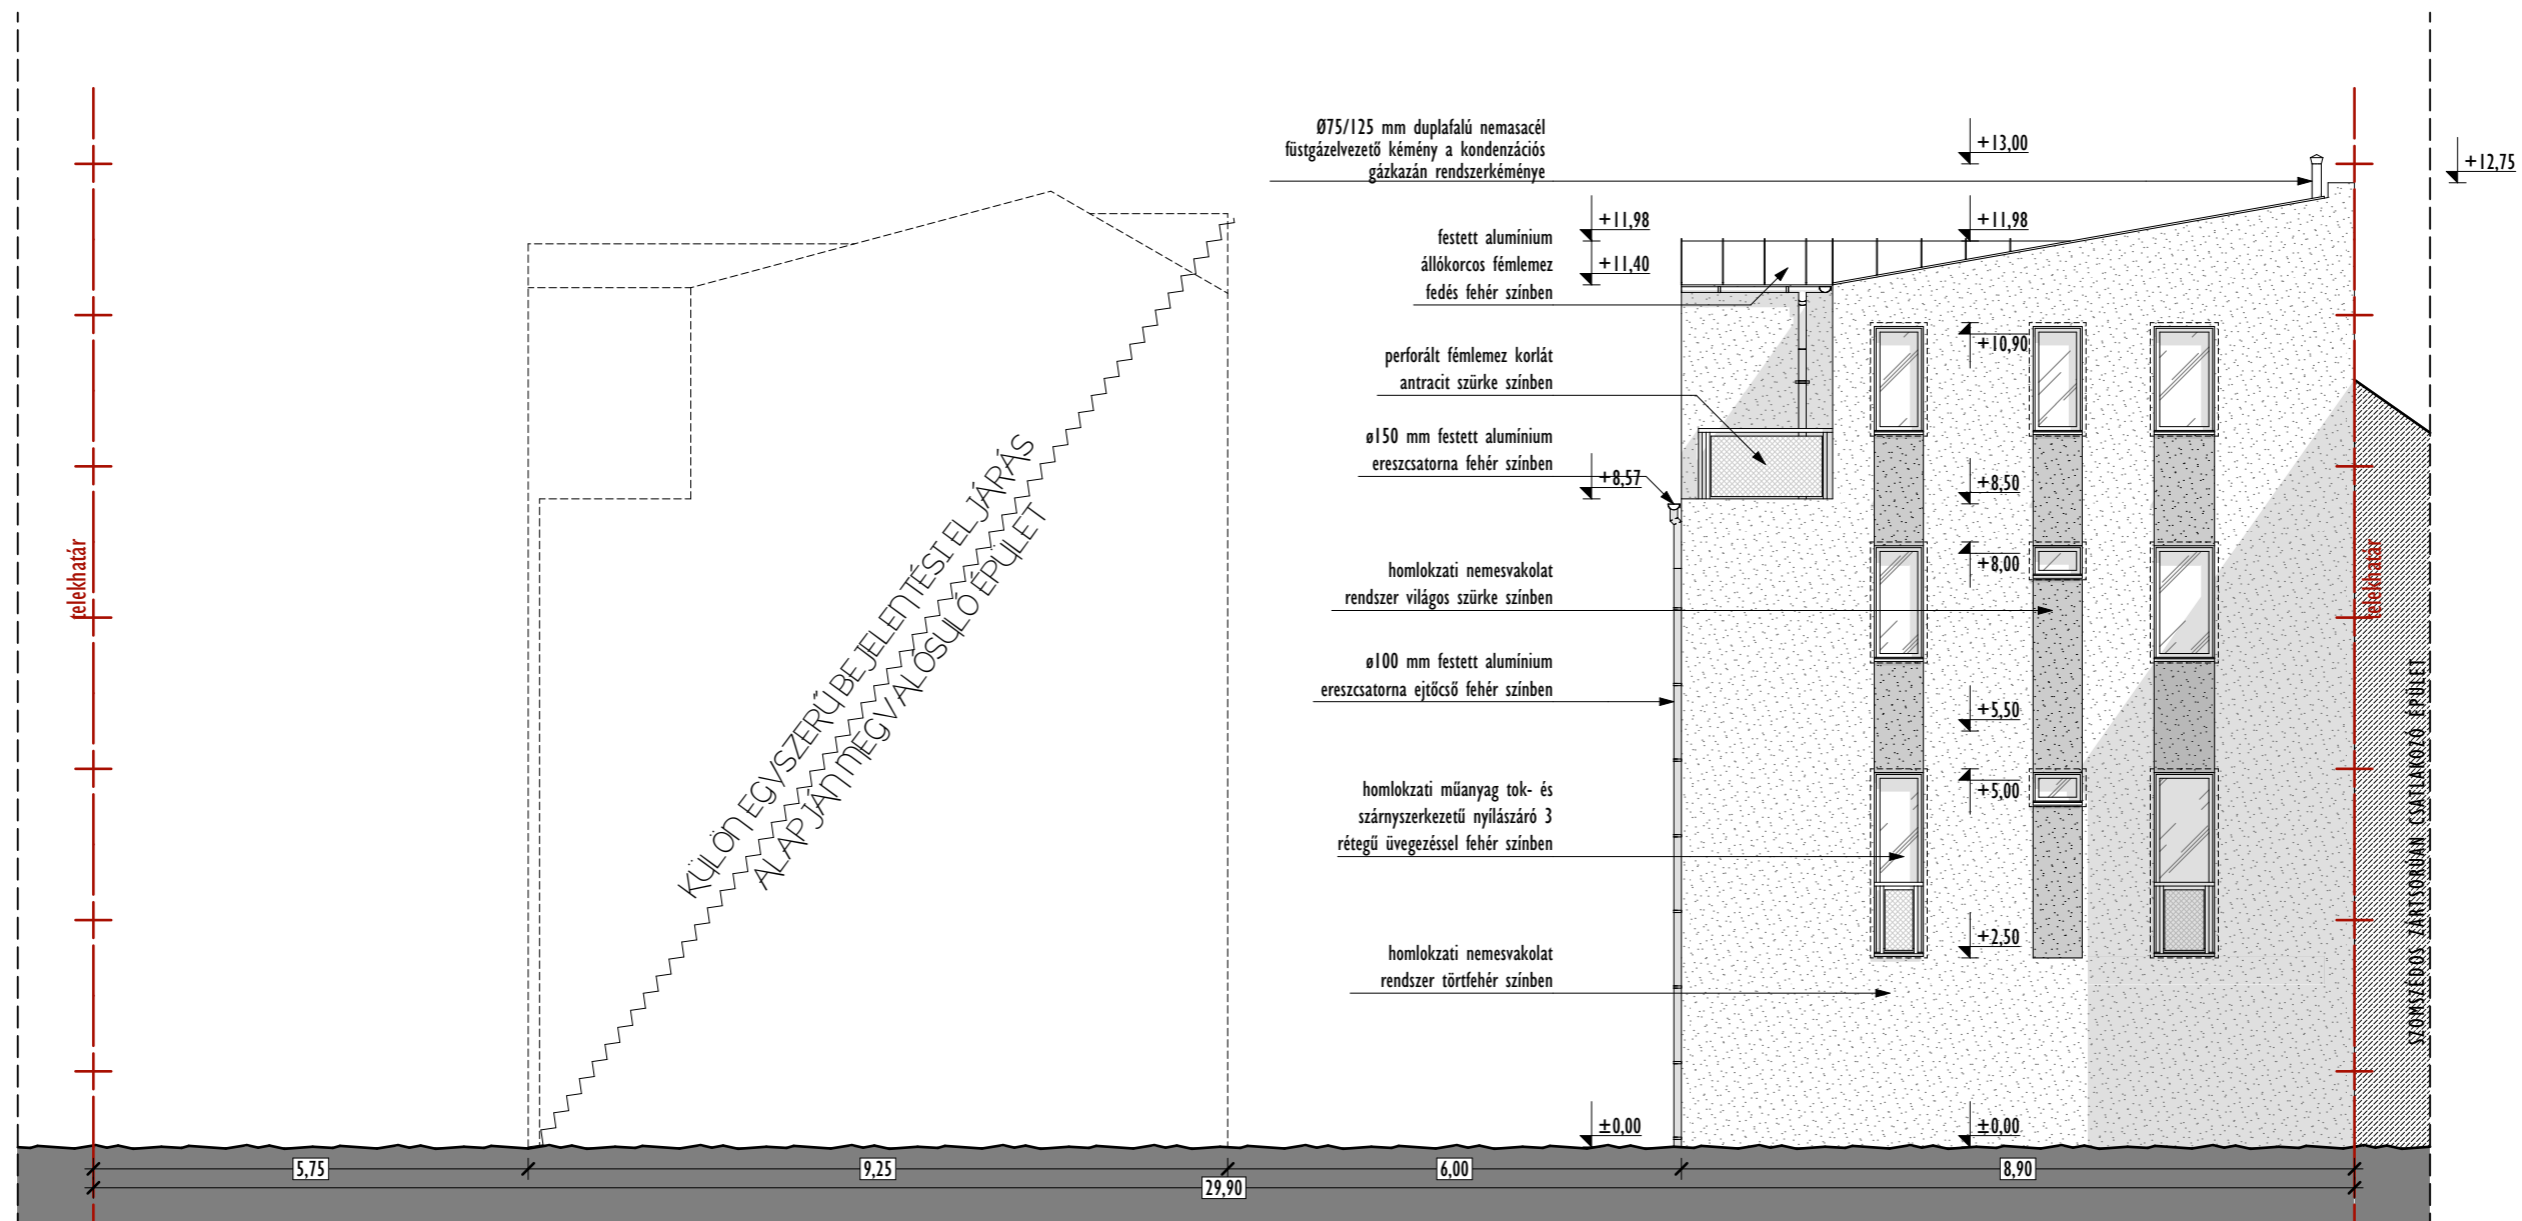 Ø75/125 mm duplafalú nemasacél
füstgázelvezető kémény a kondenzációs
gázkazán rendszerkéménye
+13,00
+12,75
+11,98
+11,98
festett alumínium
állókorcos fémlemez
fedés fehér színben
+11,40
+10,90
perforált fémlemez korlát
antracit szürke színben
ø150 mm festett alumínium
ereszcsatorna fehér színben
+8,57
+8,50
telekhatár
telekhatár
+8,00
homlokzati nemesvakolat
rendszer világos szürke színben
KÜLÖN EGYSZERŰ BEJELENTÉSI ELJÁRÁS
ALAPJÁN MEGVALÓSULÓ ÉPÜLET
ø100 mm festett alumínium
ereszcsatorna ejtőcső fehér színben
+5,50
SZOMSZÉDOS ZÁRTSORÚAN CSATLAKOZÓ ÉPÜLET
homlokzati műanyag tok- és
szárnyszerkezetű nyílászáró 3
rétegű üvegezéssel fehér színben
+5,00
+2,50
homlokzati nemesvakolat
rendszer törtfehér színben
±0,00
±0,00
5,75
9,25
6,00
8,90
29,90